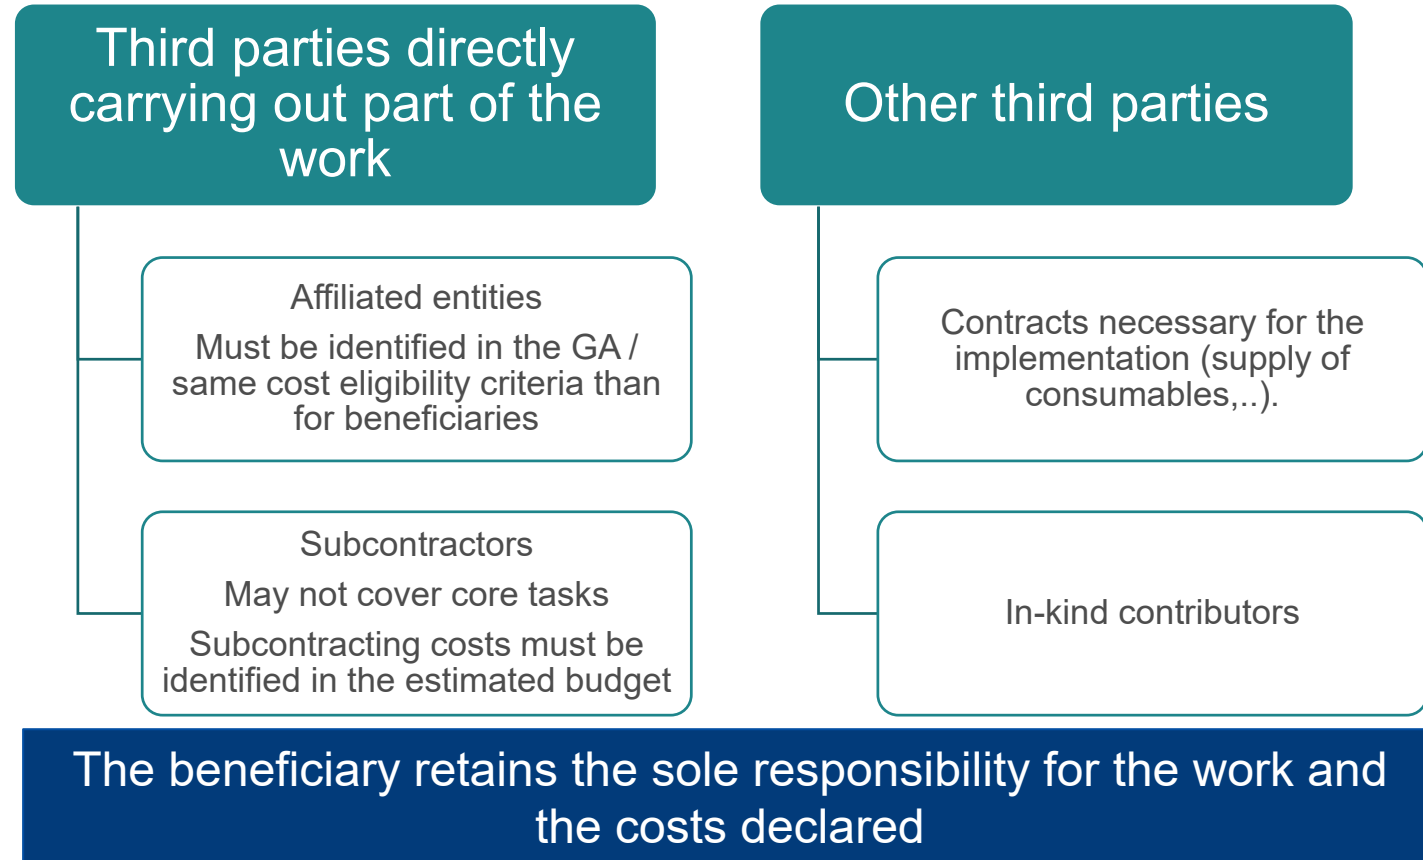 Third parties directly
carrying out part of the
work
Affiliated entities
Must be identified in the GA /
same cost eligibility criteria than
for beneficiaries
Subcontractors
May not cover core tasks
Subcontracting costs must be
identified in the estimated budget
Other third parties
Contracts necessary for the
implementation (supply of
consumables,..).
In-kind contributors
The beneficiary retains the sole responsibility for the work and
the costs declared